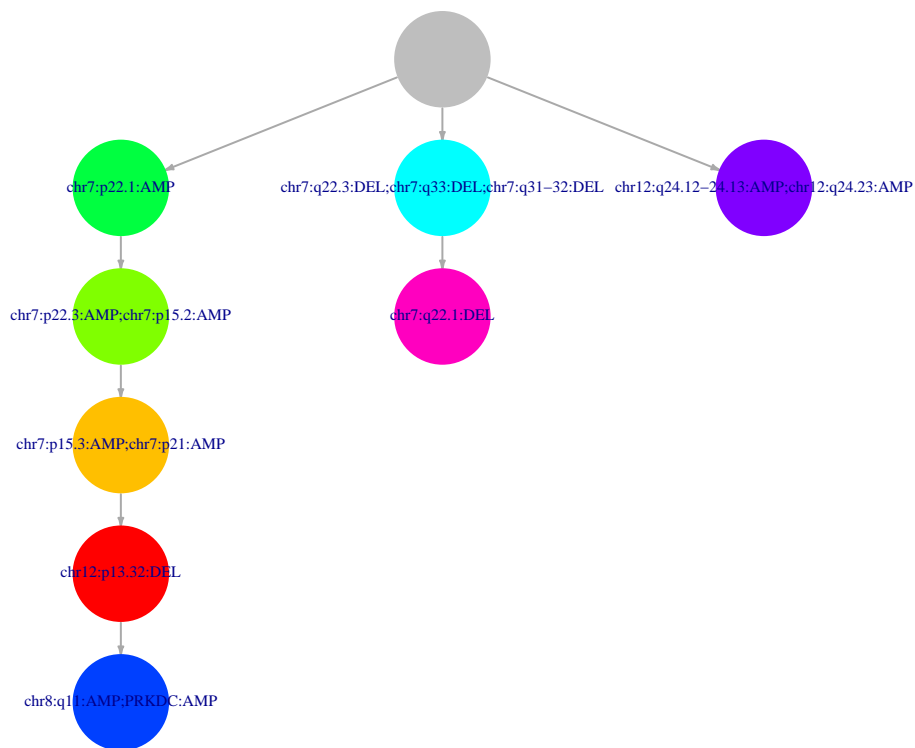 chr7:p22.1:AMP
chr7:q22.3:DEL;chr7:q33:DEL;chr7:q31–32:DEL
chr12:q24.12–24.13:AMP;chr12:q24.23:AMP
chr7:p22.3:AMP;chr7:p15.2:AMP
chr7:q22.1:DEL
chr7:p15.3:AMP;chr7:p21:AMP
chr12:p13.32:DEL
chr8:q11:AMP;PRKDC:AMP